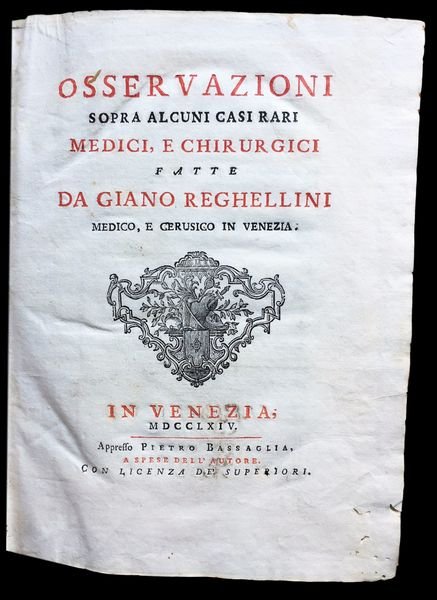 OSSERVAZIONI
SOPRA ALCUNI CASI RARI
MEDICI, E CHIRURGICI
FATTE
DA GIANO REGHELLINI
MEDICO, E CERUSICO IN VENEZIA.
IN VENEZIA,
MDCCLXIV.
Appresso PIETRO BASSAGLIA,
A SPESE DELL'AUTORE.
CON LICENZA DE' SUPERIORI.